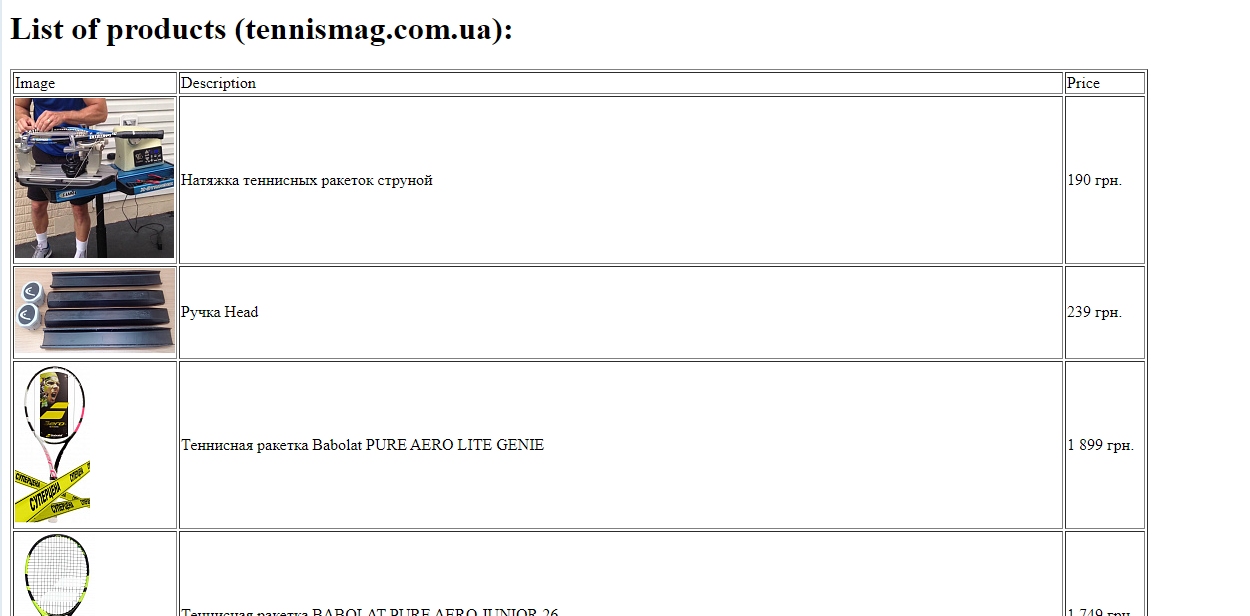 List of products (tennismag.com.ua):
Image Description Price
Натяжка теннисных ракеток струной 190 грн.
Ручка Head 239 грн.
Теннисная ракетка Babolat PURE AERO LITE GENIE 1 899 грн.
СУПЕРЦЕНА
Теннисная ракетка BABOLAT PURE AERO JUNIOR 26 1 749 грн.